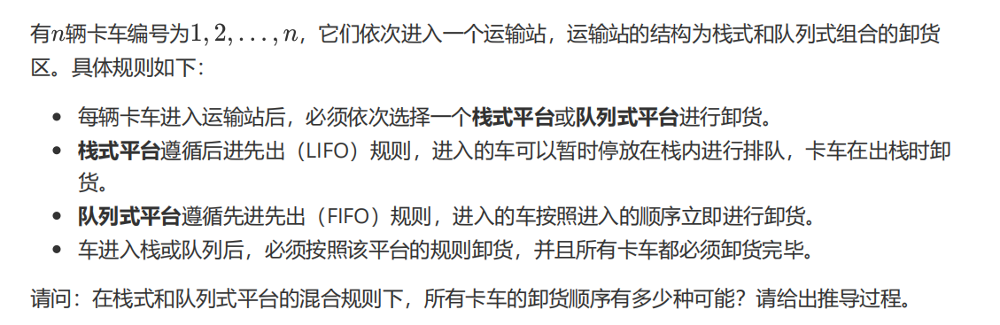 有n辆卡车编号为1, 2, . . . , n，它们依次进入一个运输站，运输站的结构为栈式和队列式组合的卸货
区。具体规则如下：
• 每辆卡车进入运输站后，必须依次选择一个栈式平台或队列式平台进行卸货。
• 栈式平台遵循后进先出（LIFO）规则，进入的车可以暂时停放在栈内进行排队，卡车在出栈时卸
货。
• 队列式平台遵循先进先出（FIFO）规则，进入的车按照进入的顺序立即进行卸货。
• 车进入栈或队列后，必须按照该平台的规则卸货，并且所有卡车都必须卸货完毕。
请问：在栈式和队列式平台的混合规则下，所有卡车的卸货顺序有多少种可能？请给出推导过程。